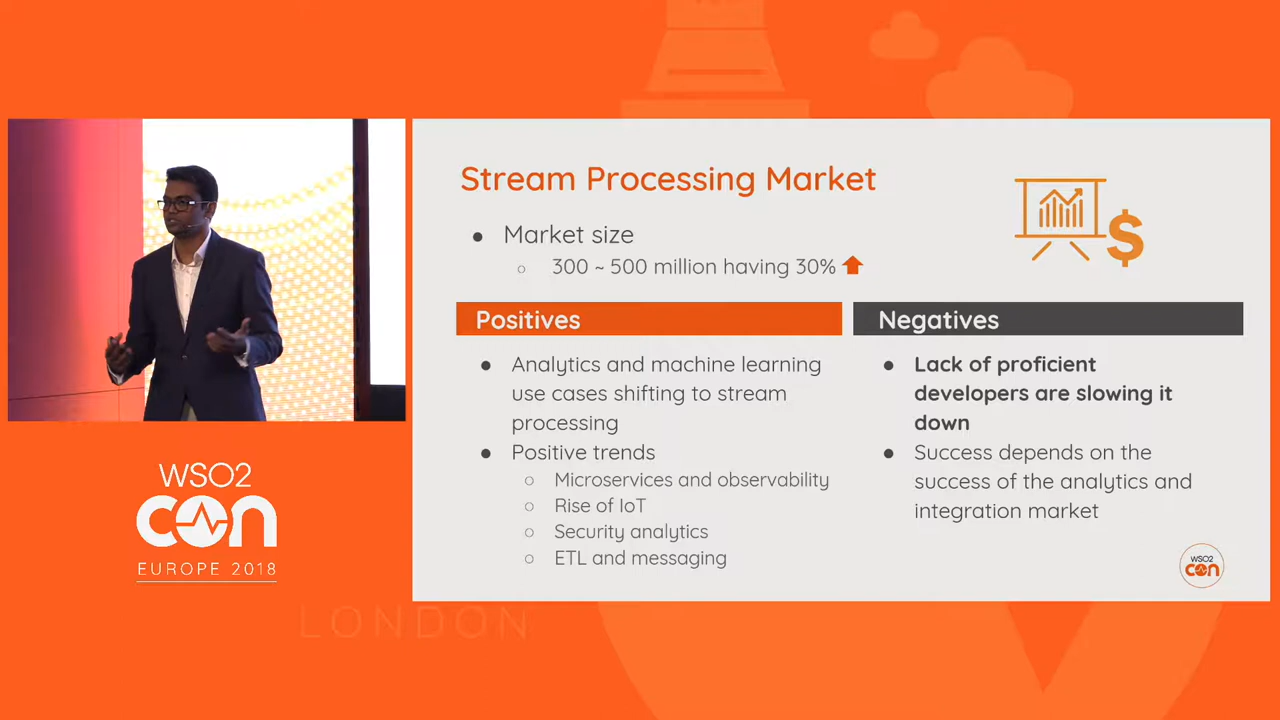 Stream Processing Market
● Market size
○ 300 ~ 500 million having 30%
Positives
● Analytics and machine learning
use cases shifting to stream
processing
● Positive trends
○ Microservices and observability
○ Rise of IoT
○ Security analytics
○ ETL and messaging
Negatives
● Lack of proficient
developers are slowing it
down
● Success depends on the
success of the analytics and
integration market
$
WSO2
con
WSO2
con
EUROPE 2018
LONDON